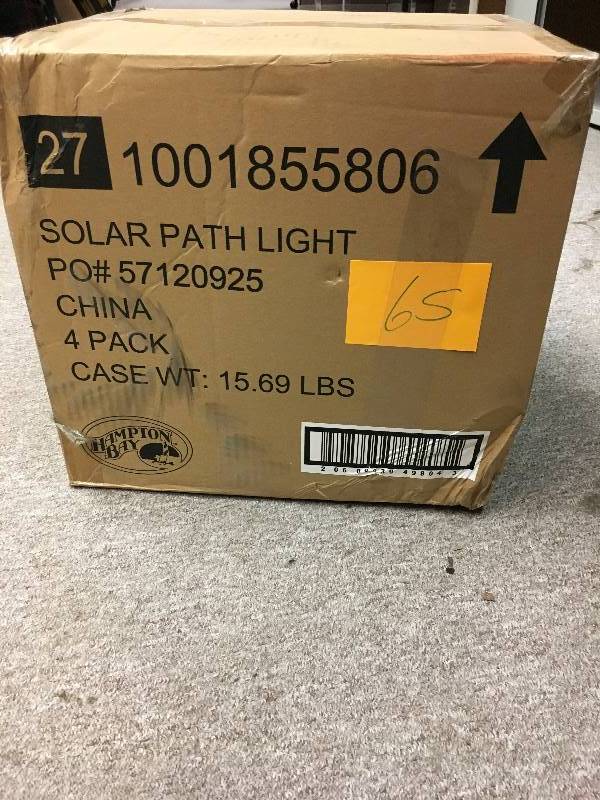 27 1001855806
SOLAR PATH LIGHT
PO# 57120925
65
CHINA
4 PACK
CASE WT: 15.69 LBS
HAMPTON
BAY